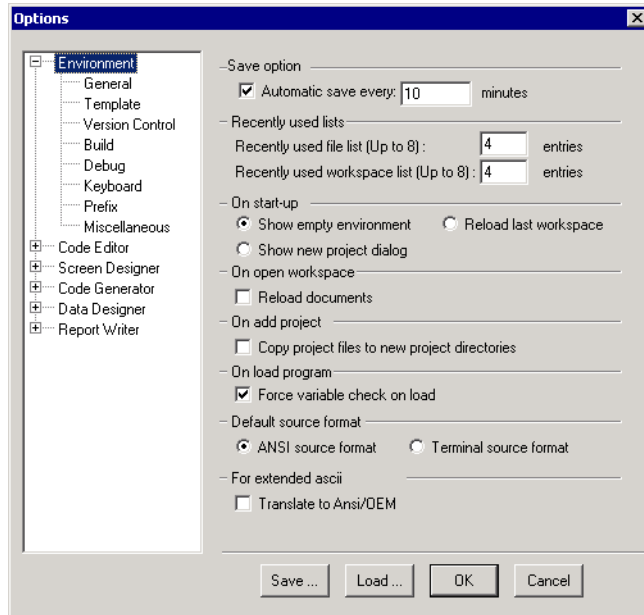 Options
Environment
General
Template
Version Control
Build
Debug
Keyboard
Prefix
Miscellaneous
Code Editor
Screen Designer
Code Generator
Data Designer
Report Writer
Save option
Automatic save every: 10 minutes
Recently used lists
Recently used file list (Up to 8) : 4 entries
Recently used workspace list (Up to 8) : 4 entries
On start-up
Show empty environment Reload last workspace
Show new project dialog
On open workspace
Reload documents
On add project
Copy project files to new project directories
On load program
Force variable check on load
Default source format
ANSI source format Terminal source format
For extended ascii
Translate to Ansi/OEM
Save ... Load ... OK Cancel